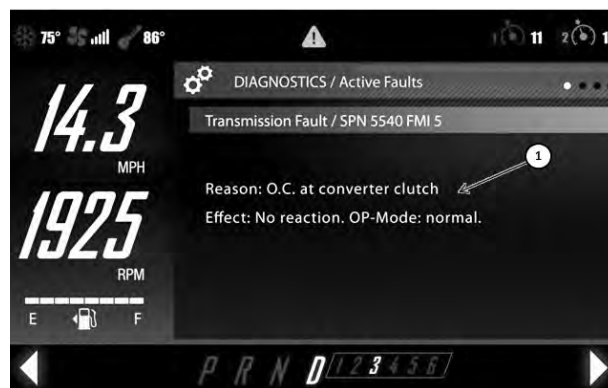 75° 86° 11 2 1
DIAGNOSTICS / Active Faults
14.3
MPH
Transmission Fault / SPN 5540 FMI 5
1
Reason: O.C. at converter clutch
Effect: No reaction. OP-Mode: normal.
1925
RPM
E F
P R N D 1 2 3 4 5 6